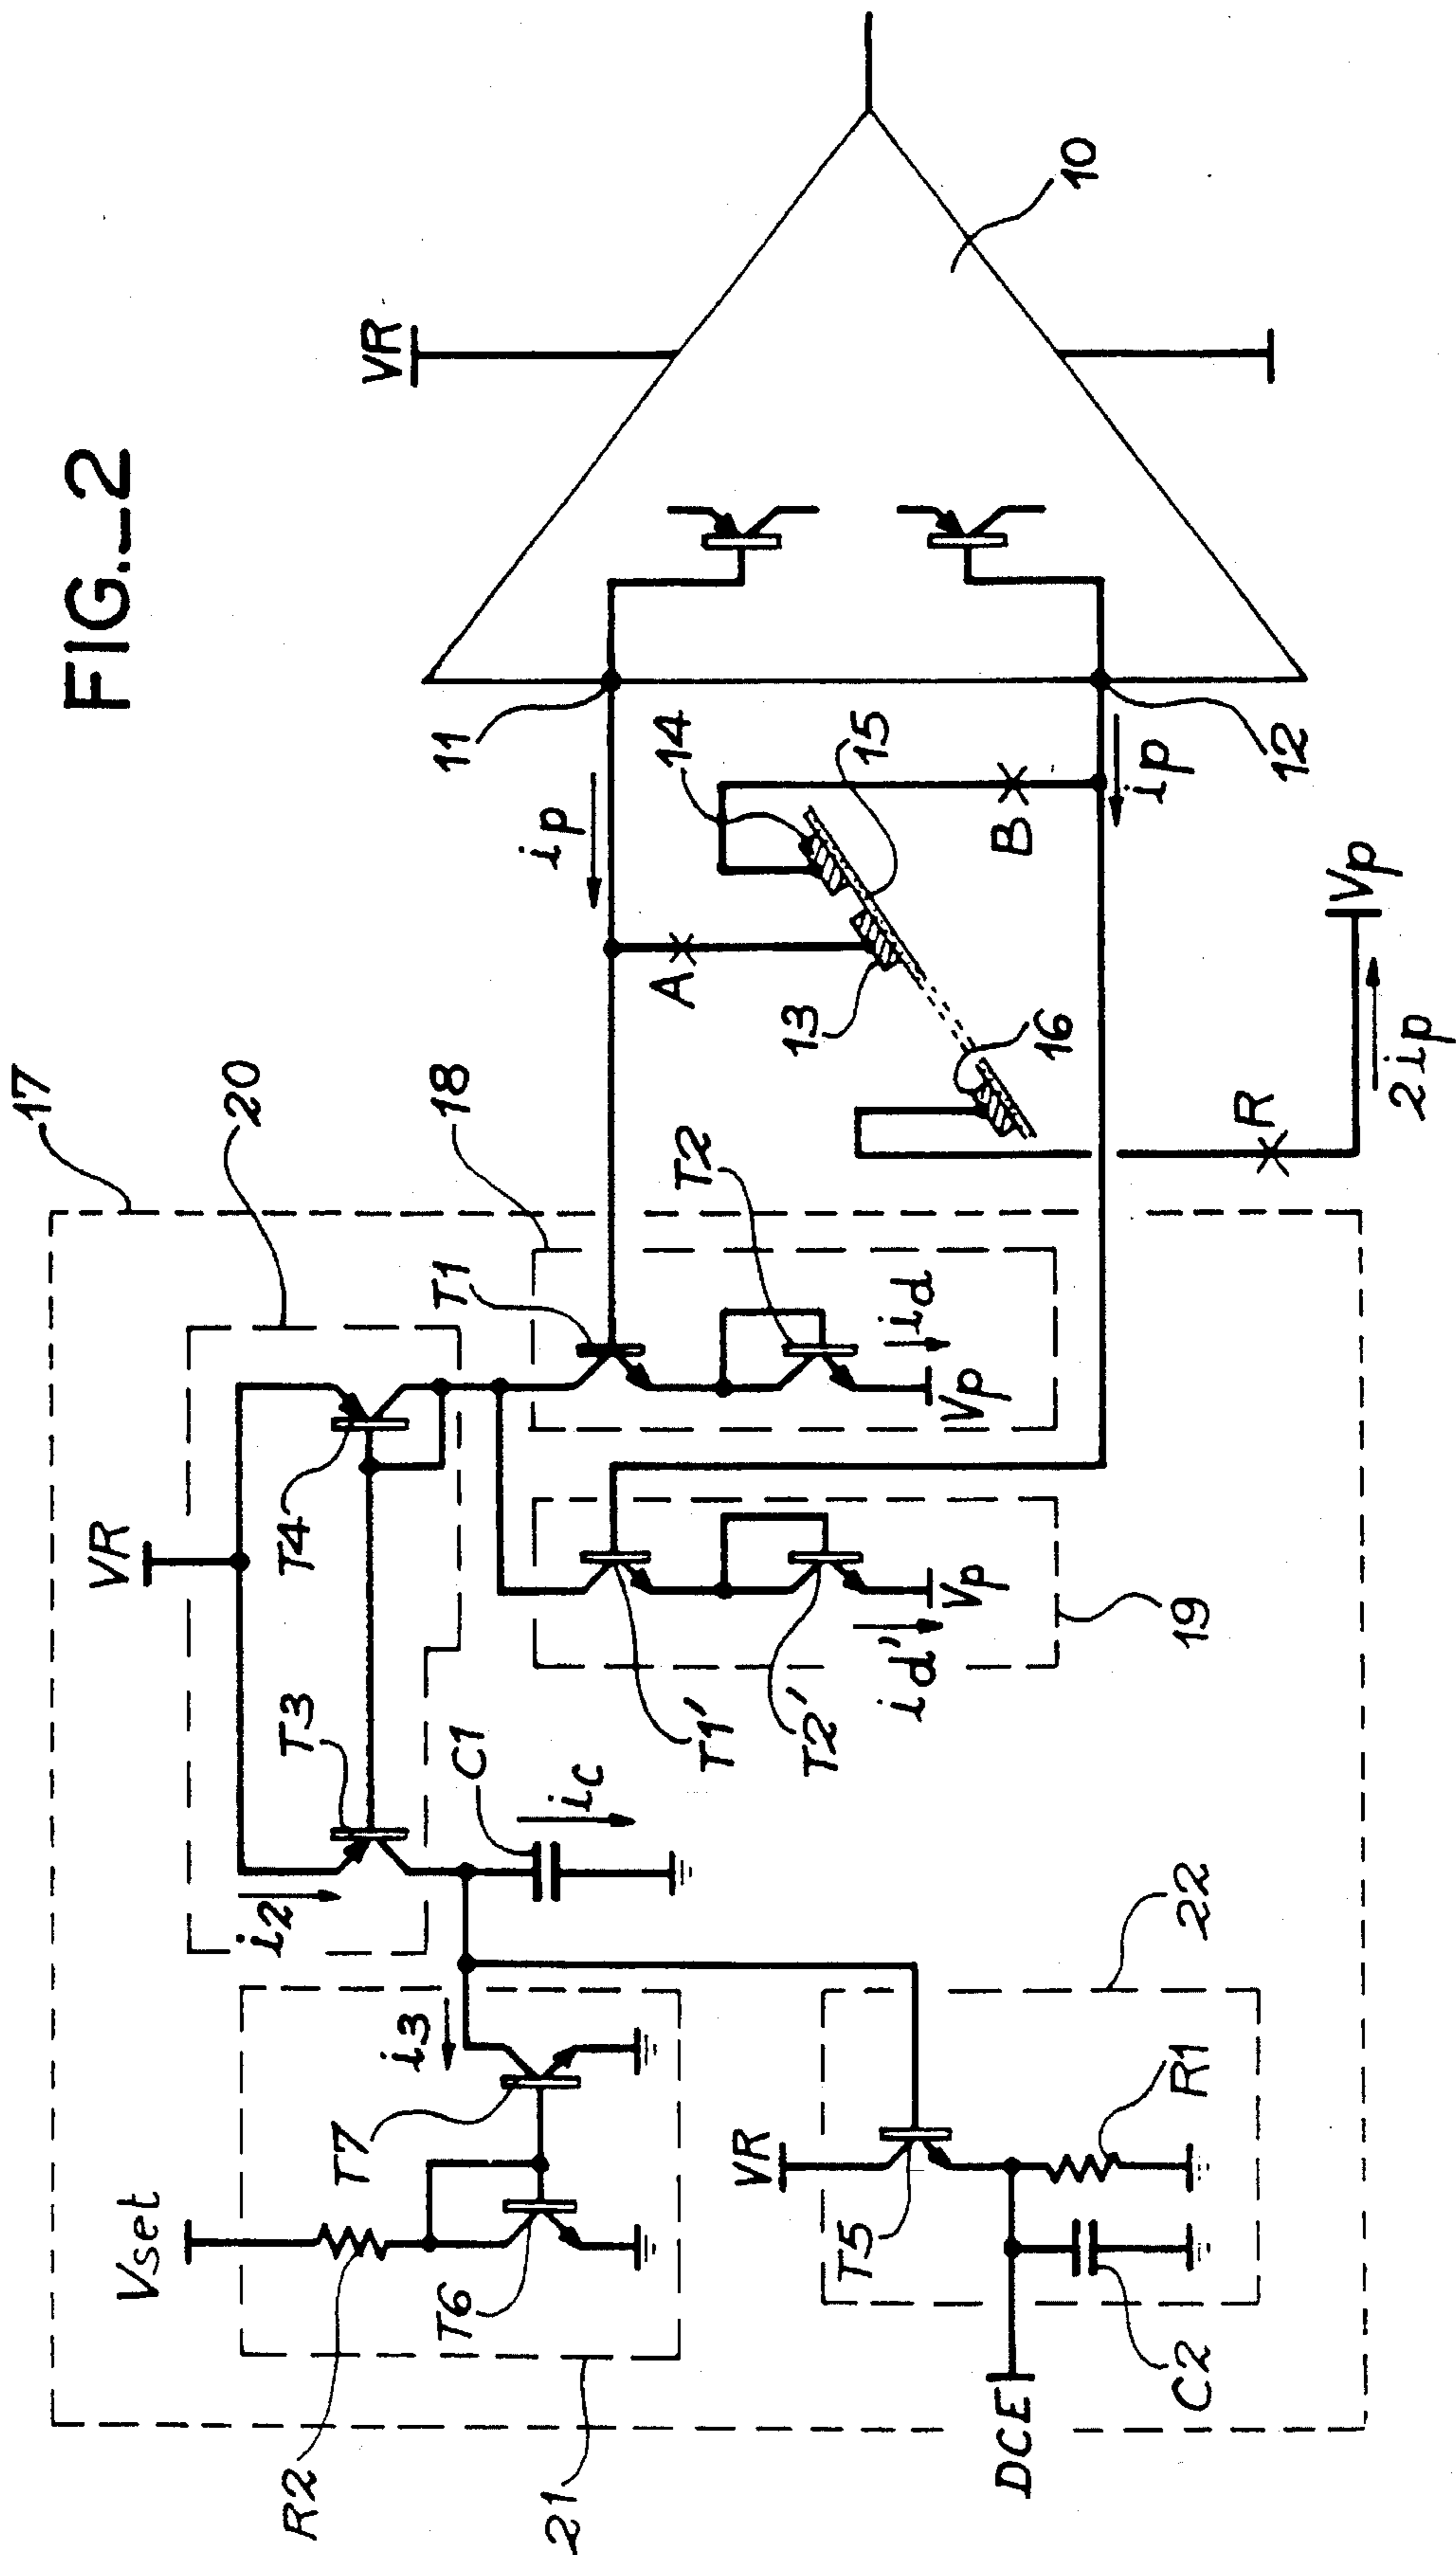 FIG._2
17
20
VR
VR
T3
T4
T1
18
i2
ip
11
10
Vset
R2
i3
T7
T6
21
C1
ic
T1'
T2'
id'
Vp
19
T2
id
Vp
A
13
14
15
16
B
12
ip
R
2ip
Vp
VR
T5
R1
22
DCE
C2